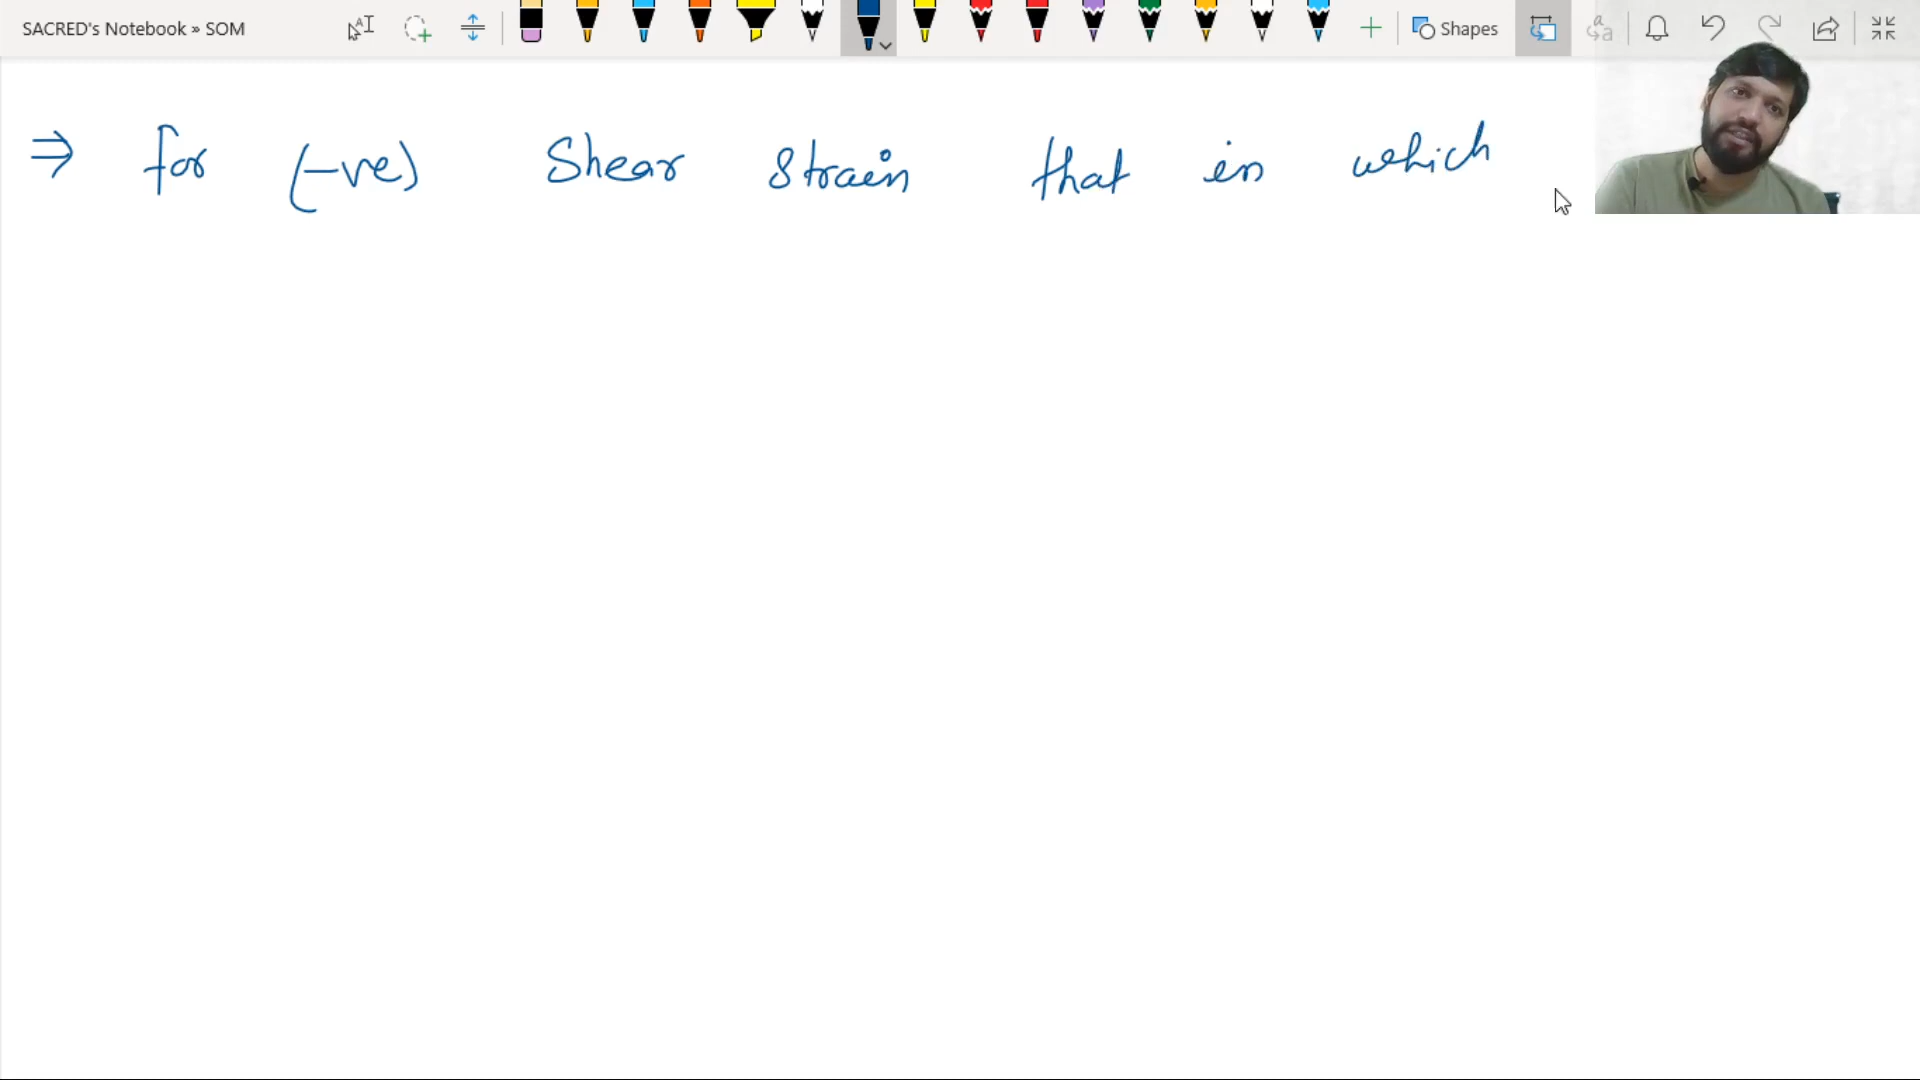 SACRED's Notebook » SOM
Shapes
⇒ for (-ve) Shear strain that in which